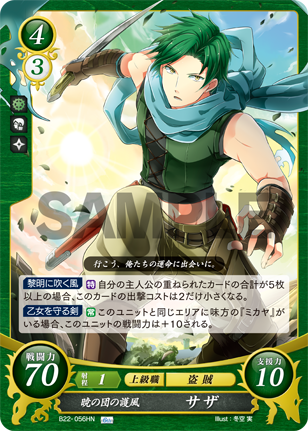 4
3
SAMPLE
行こう、俺たちの運命に出会いに。
黎明に吹く風 特 自分の主人公の重ねられたカードの合計が5枚
以上の場合、このカードの出撃コストは2だけ小さくなる。
乙女を守る剣 常 このユニットと同じエリアに味方の『ミカヤ』が
いる場合、このユニットの戦闘力は+10される。
戦闘力
70
射程 1 上級職 盗賊
支援力
10
暁の団の護風 サザ
B22-056HN Illust:冬空 実